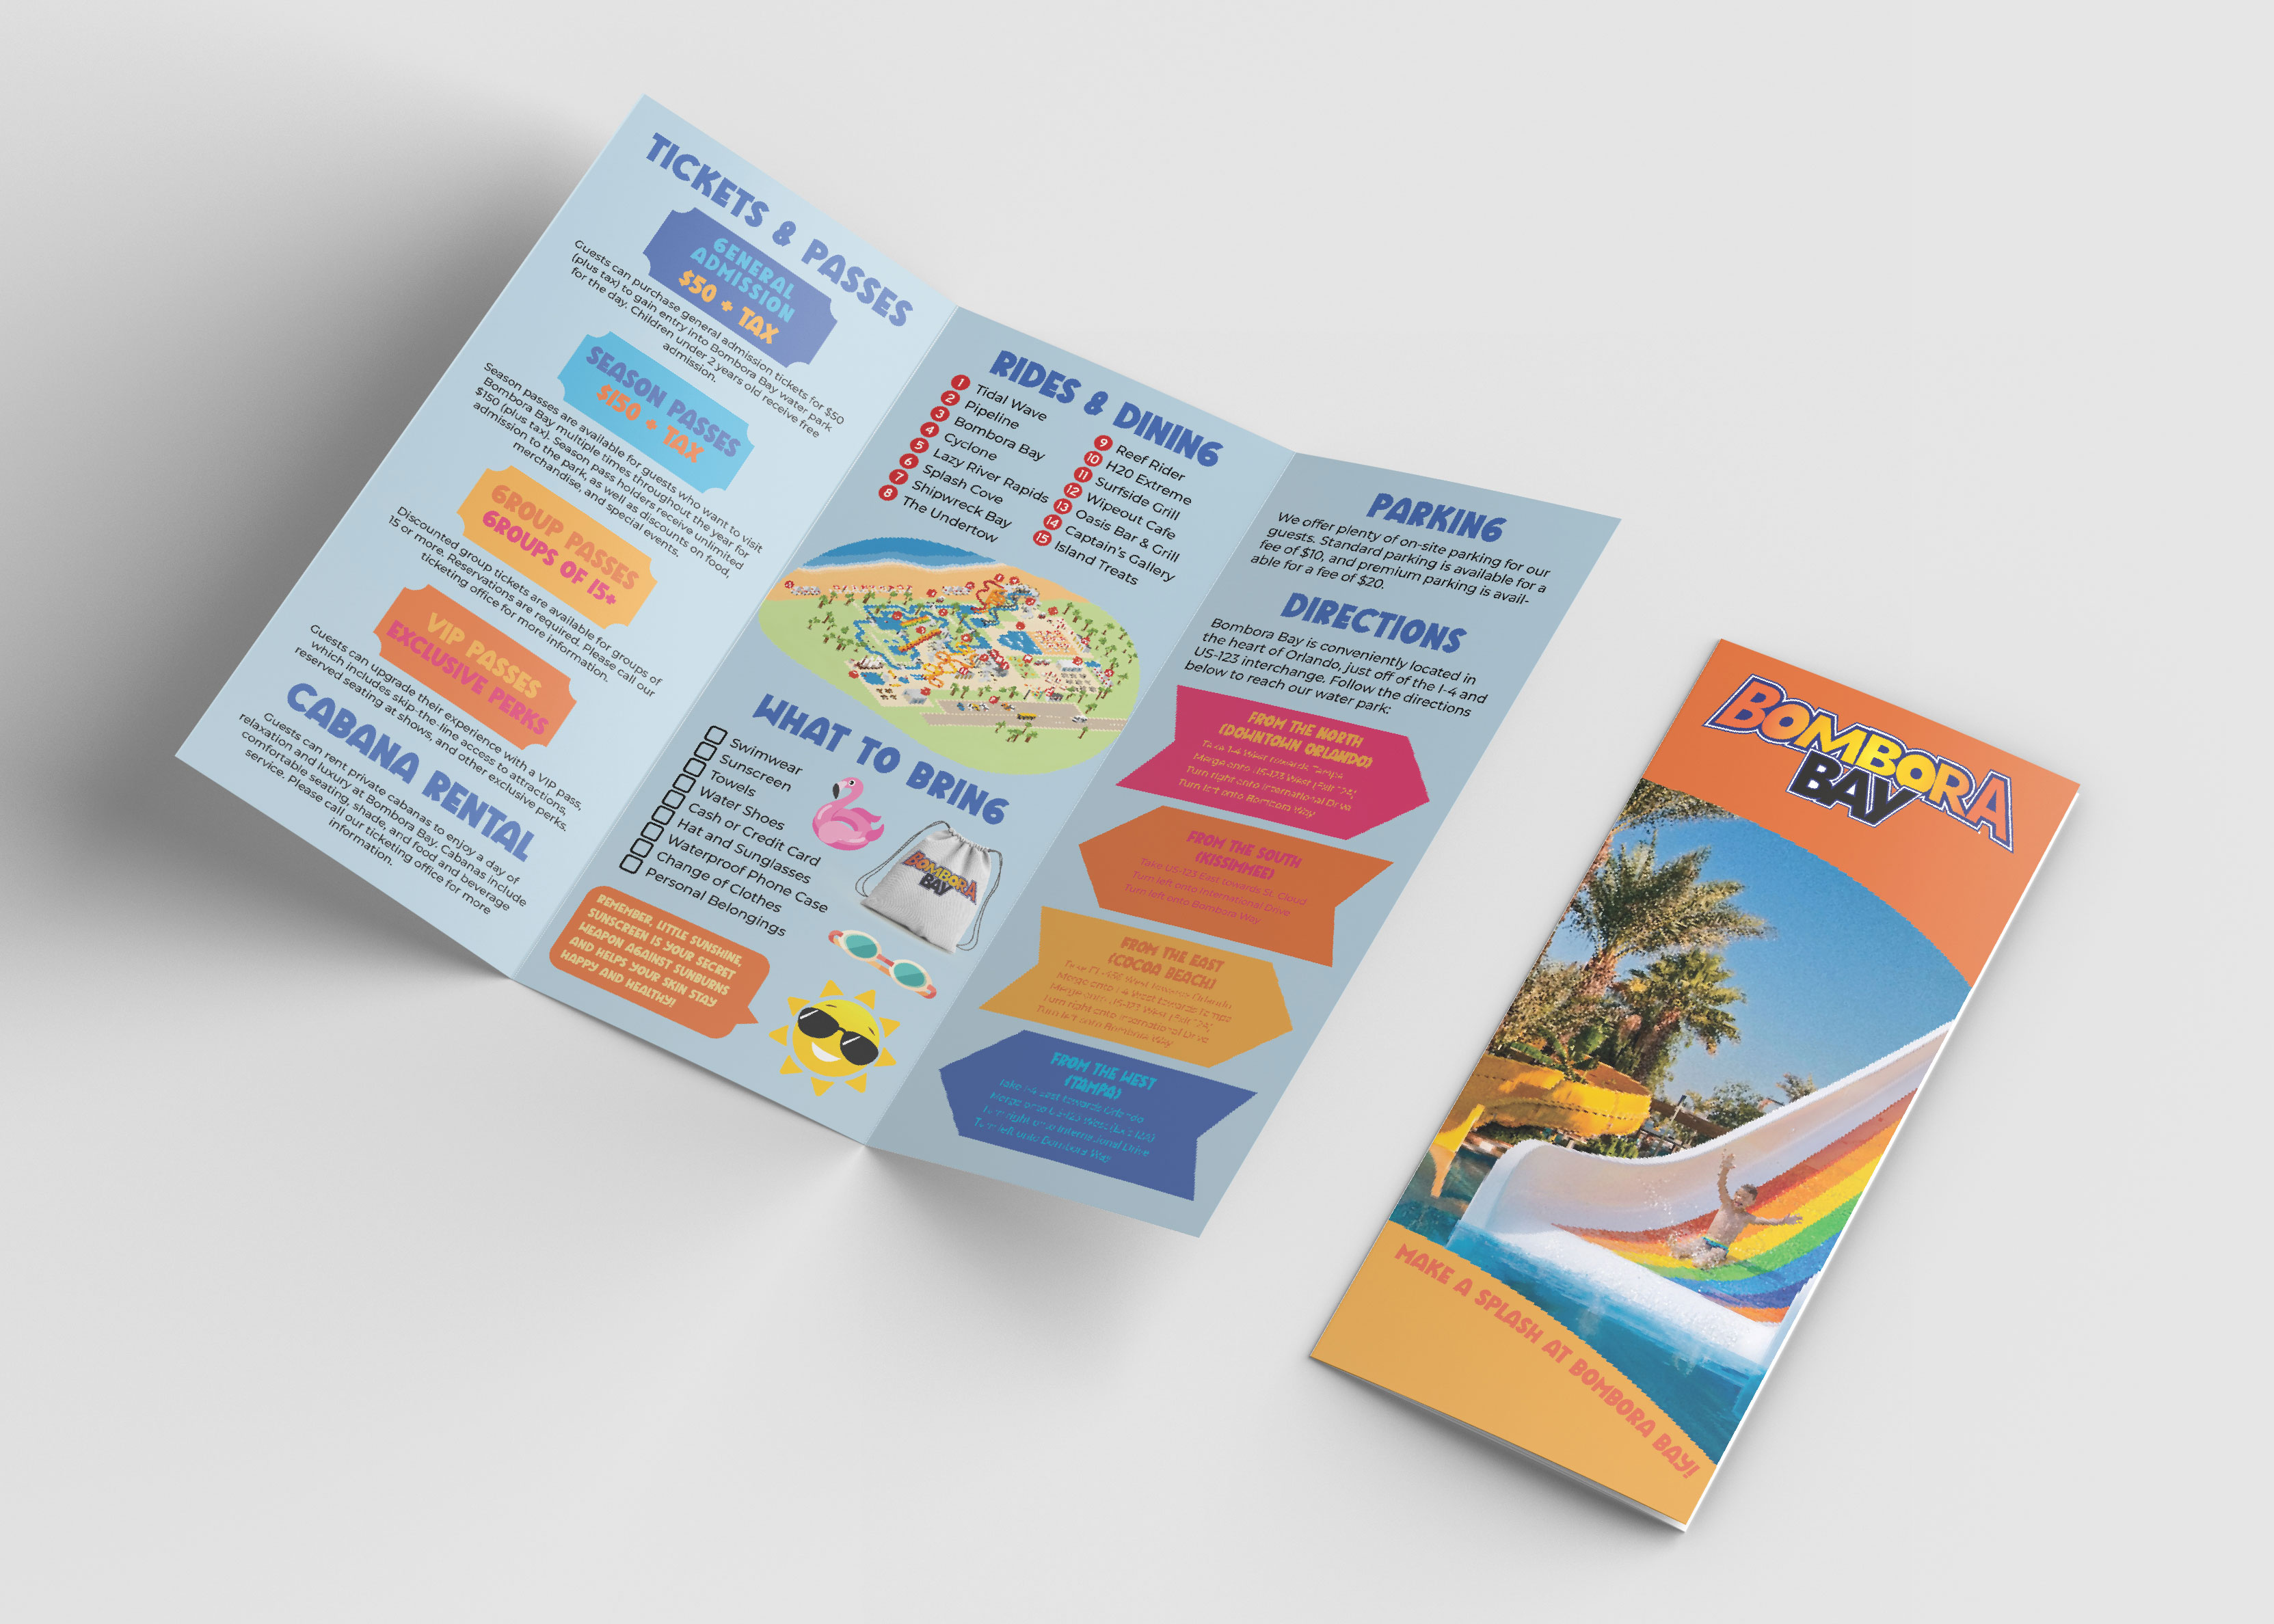 TICKETS & PASSES
GENERAL
ADMISSION
$50 + TAX
Guests can purchase general admission tickets for $50
(plus tax) to gain entry into Bombora Bay water park
for the day. Children under 2 years old receive free
admission.
SEASON PASSES
$150 + TAX
Season passes are available for guests who want to visit
Bombora Bay multiple times throughout the year for
$150 (plus tax). Season pass holders receive unlimited
admission to the park, as well as discounts on food,
merchandise, and special events.
GROUP PASSES
GROUPS OF 15+
Discounted group tickets are available for groups of
15 or more. Reservations are required. Please call our
ticketing office for more information.
VIP PASSES
EXCLUSIVE PERKS
Guests can upgrade their experience with a VIP pass,
which includes skip-the-line access to attractions,
reserved seating at shows, and other exclusive perks.
CABANA RENTAL
Guests can rent private cabanas to enjoy a day of
relaxation and luxury at Bombora Bay. Cabanas include
comfortable seating, shade, and food and beverage
service. Please call our ticketing office for more
information.
RIDES & DINING
1 Tidal Wave
2 Pipeline
3 Bombora Bay
4 Cyclone
5 Lazy River Rapids
6 Splash Cove
7 Shipwreck Bay
8 The Undertow
9 Reef Rider
10 H20 Extreme
11 Surfside Grill
12 Wipeout Cafe
13 Oasis Bar & Grill
14 Captain's Gallery
15 Island Treats
WHAT TO BRING
Swimwear
Sunscreen
Towels
Water Shoes
Cash or Credit Card
Hat and Sunglasses
Waterproof Phone Case
Change of Clothes
Personal Belongings
BOMBORA
BAY
REMEMBER, LITTLE SUNSHINE,
SUNSCREEN IS YOUR SECRET
WEAPON AGAINST SUNBURNS
AND HELPS YOUR SKIN STAY
HAPPY AND HEALTHY!
PARKING
We offer plenty of on-site parking for our
guests. Standard parking is available for a
fee of $10, and premium parking is avail-
able for a fee of $20.
DIRECTIONS
Bombora Bay is conveniently located in
the heart of Orlando, just off of the I-4 and
US-123 interchange. Follow the directions
below to reach our water park:
FROM THE NORTH
(DOWNTOWN ORLANDO)
Take I-4 West towards Tampa
Merge onto US-123 West
Turn right onto International Drive
Turn left onto Bombora Way
FROM THE SOUTH
(KISSIMMEE)
Take US-123 East towards St. Cloud
Turn left onto International Drive
Turn left onto Bombora Way
FROM THE EAST
(COCOA BEACH)
West towards Orlando
Merge onto I-4 West towards Tampa
Merge onto US-123 West
Turn right onto International Drive
Turn left onto Bombora Way
FROM THE WEST
(TAMPA)
Take I-4 East towards Orlando
Merge onto US-123 West
Turn right onto International Drive
Turn left onto Bombora Way
BOMBORA
BAY
MAKE A SPLASH AT BOMBORA BAY!